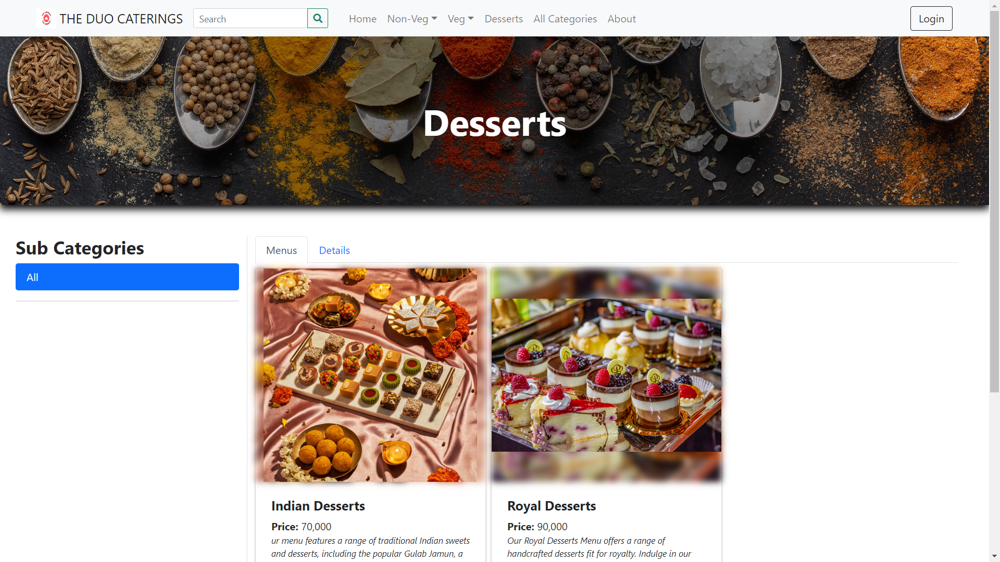 THE DUO CATERINGS
Search
Home
Non-Veg
Veg
Desserts
All Categories
About
Login
Desserts
Sub Categories
All
Menus
Details
Indian Desserts
Price: 70,000
ur menu features a range of traditional Indian sweets
and desserts, including the popular Gulab Jamun, a
Royal Desserts
Price: 90,000
Our Royal Desserts Menu offers a range of
handcrafted desserts fit for royalty. Indulge in our